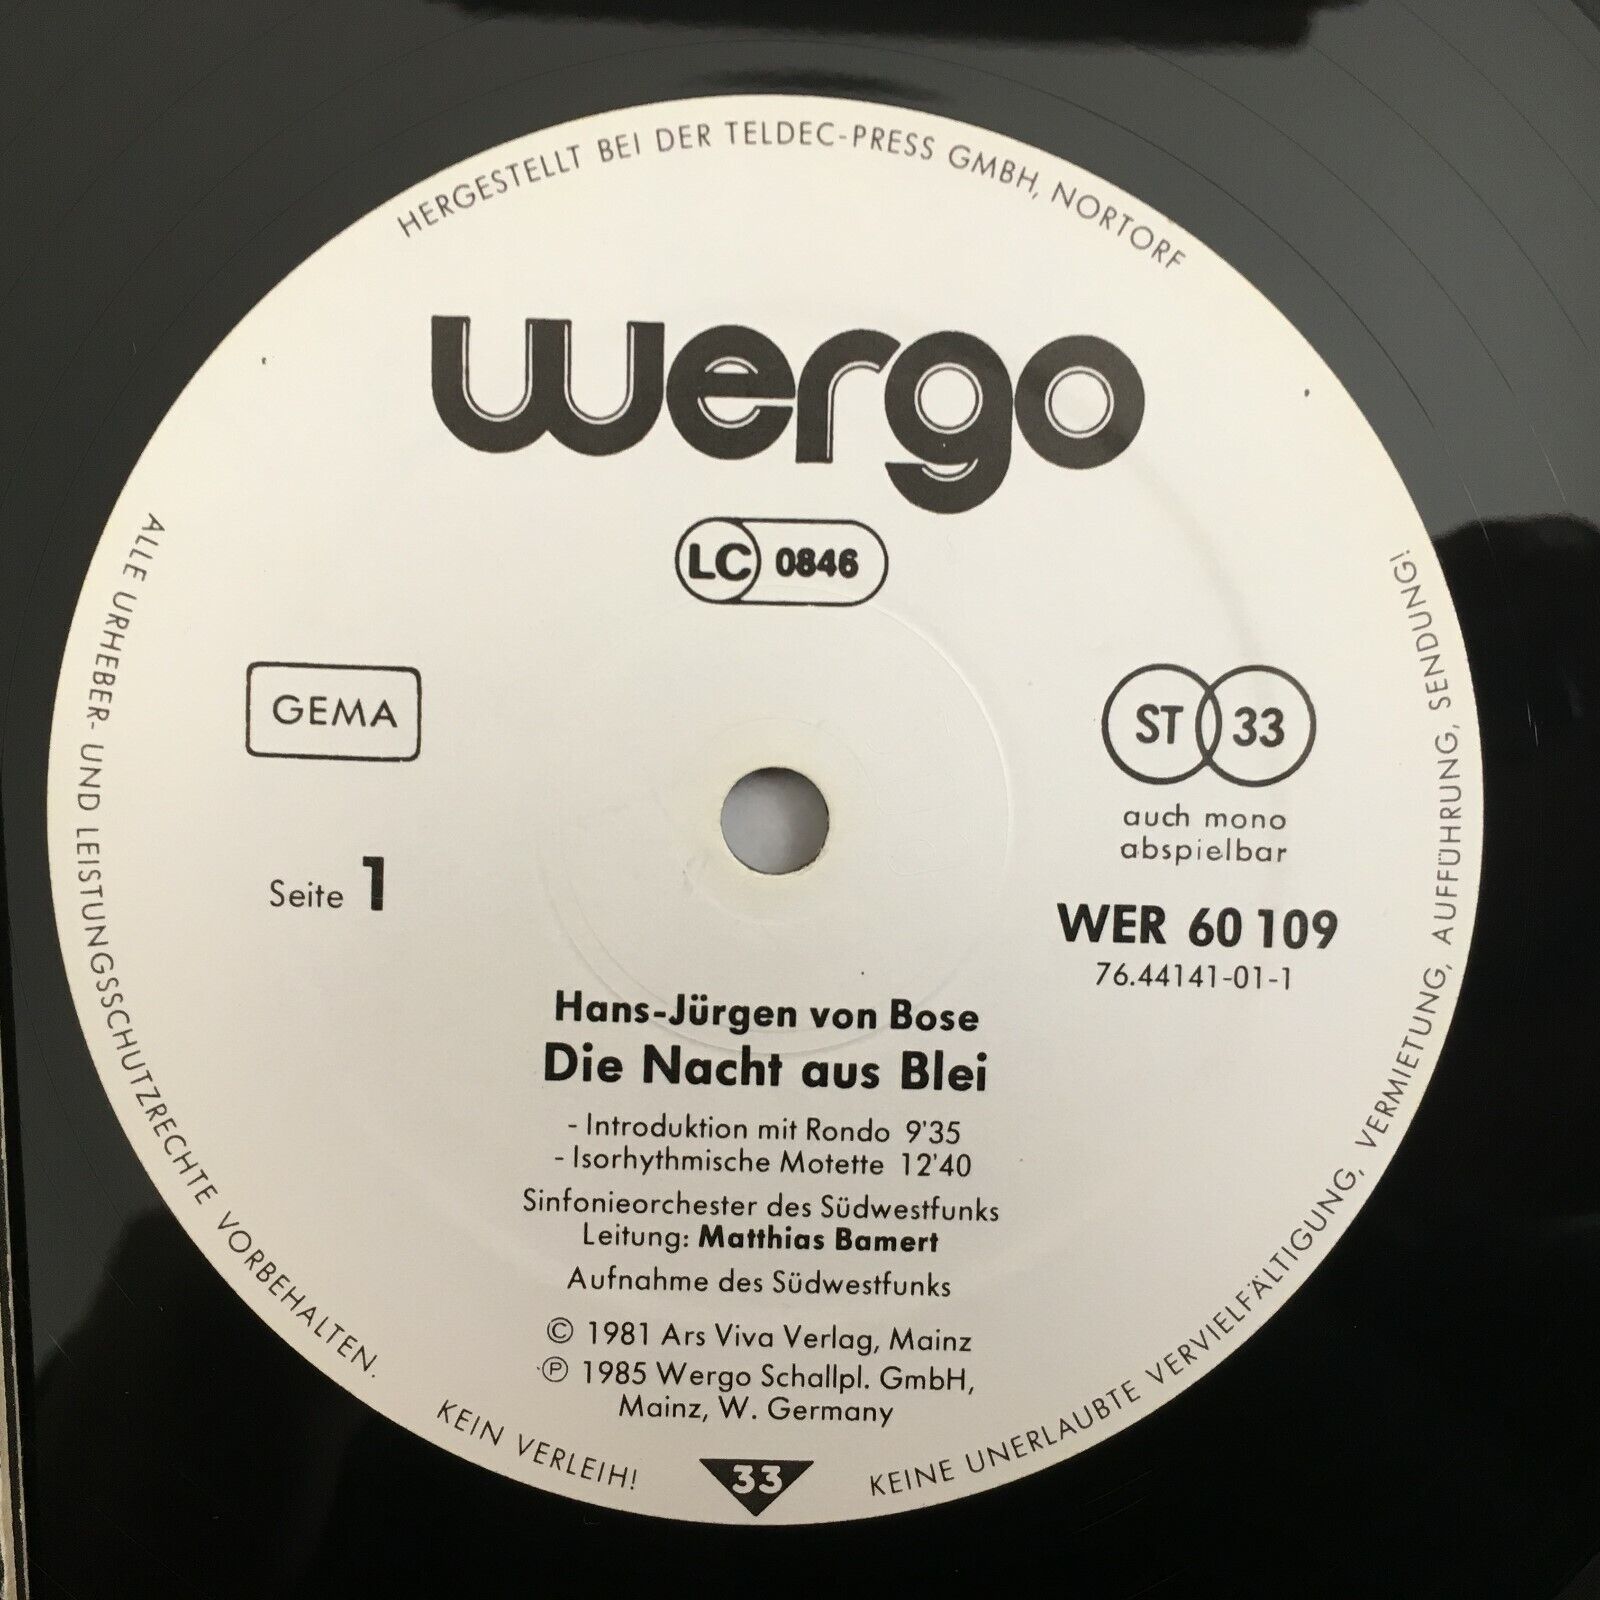 HERGESTELLT BEI DER TELDEC-PRESS GMBH, NORTORF
wergo
LC 0846
GEMA
ST 33
auch mono
abspielbar
Seite 1
WER 60 109
76.44141-01-1
Hans-Jürgen von Bose
Die Nacht aus Blei
- Introduktion mit Rondo 9'35
- Isorhythmische Motette 12'40
Sinfonieorchester des Südwestfunks
Leitung: Matthias Bamert
Aufnahme des Südwestfunks
© 1981 Ars Viva Verlag, Mainz
℗ 1985 Wergo Schallpl. GmbH,
Mainz, W. Germany
33
ALLE URHEBER- UND LEISTUNGSSCHUTZRECHTE VORBEHALTEN.
KEIN VERLEIH!
KEINE UNERLAUBTE VERVIELFÄLTIGUNG, VERMIETUNG, AUFFÜHRUNG, SENDUNG!